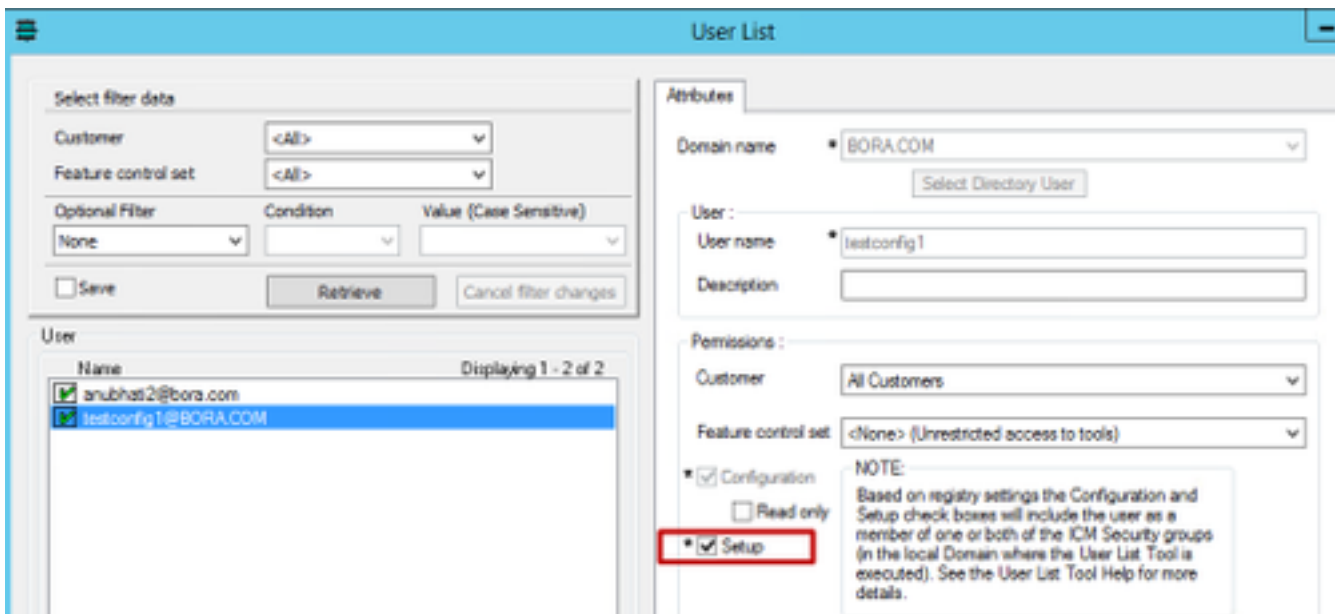 User List
Select filter data
Customer <All>
Feature control set <All>
Optional Filter Condition Value (Case Sensitive)
None
Save Retrieve Cancel filter changes
User
Name Displaying 1 - 2 of 2
anubhati2@bora.com
testconfig1@BORA.COM
Attributes
Domain name * BORA.COM
Select Directory User
User :
User name * testconfig1
Description
Permissions :
Customer All Customers
Feature control set <None> (Unrestricted access to tools)
* Configuration
Read only
* Setup
NOTE:
Based on registry settings the Configuration and
Setup check boxes will include the user as a
member of one or both of the ICM Security groups
(in the local Domain where the User List Tool is
executed). See the User List Tool Help for more
details.